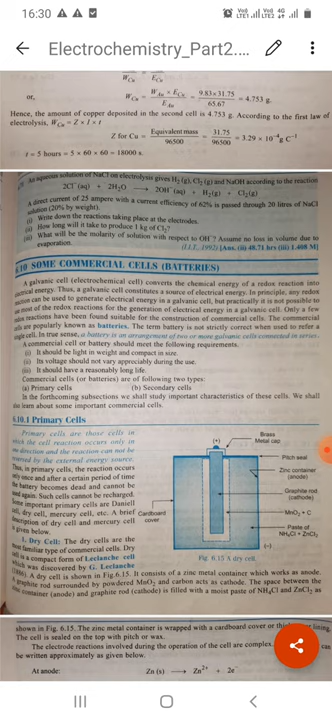 16:30
Electrochemistry_Part2....
W_Cu E_Cu
or, W_Cu = W_Au × E_Cu / E_Au = 9.83×31.75 / 65.67 = 4.753 g.
Hence, the amount of copper deposited in the second cell is 4.753 g. According to the first law of
electrolysis, W_Cu = Z × I × t
Z for Cu = Equivalent mass / 96500 = 31.75 / 96500 = 3.29 × 10⁻⁴ g C⁻¹
t = 5 hours = 5 × 60 × 60 = 18000 s.
An aqueous solution of NaCl on electrolysis gives H₂(g), Cl₂(g) and NaOH according to the reaction
2Cl⁻(aq) + 2H₂O ⟶ 2OH⁻(aq) + H₂(g) + Cl₂(g)
A direct current of 25 ampere with a current efficiency of 62% is passed through 20 litres of NaCl
solution (20% by weight).
(i) Write down the reactions taking place at the electrodes.
(ii) How long will it take to produce 1 kg of Cl₂?
(iii) What will be the molarity of solution with respect to OH⁻? Assume no loss in volume due to
evaporation. (I.I.T. 1992) [Ans. (ii) 48.71 hrs (iii) 1.408 M]
6.10 SOME COMMERCIAL CELLS (BATTERIES)
A galvanic cell (electrochemical cell) converts the chemical energy of a redox reaction into
energy. Thus, a galvanic cell constitutes a source of electrical energy. In principle, any redox
can be used to generate electrical energy in a galvanic cell, but practically it is not possible to
most of the redox reactions for the generation of electrical energy in a galvanic cell. Only a few
reactions have been found suitable for the construction of commercial cells. The commercial
cells are popularly known as batteries. The term battery is not strictly correct when used to refer a
cell. In true sense, a battery is an arrangement of two or more galvanic cells connected in series.
A commercial cell or battery should meet the following requirements.
(i) It should be light in weight and compact in size.
(ii) Its voltage should not vary appreciably during the use.
(iii) It should have a reasonably long life.
Commercial cells (or batteries) are of following two types:
(a) Primary cells (b) Secondary cells
In the forthcoming subsections we shall study important characteristics of these cells. We shall
learn about some important commercial cells.
6.10.1 Primary Cells
Primary cells are those cells in
which the cell reaction occurs only in
direction and the reaction can not be
by the external energy source.
Thus, in primary cells, the reaction occurs
only once and after a certain period of time
the battery becomes dead and cannot be
used again. Such cells cannot be recharged.
Some important primary cells are Daniell
cell, dry cell, mercury cell, etc. A brief
description of dry cell and mercury cell
given below.
1. Dry Cell: The dry cells are the
most familiar type of commercial cells. Dry
is a compact form of Leclanche cell
which was discovered by G. Leclanche
A dry cell is shown in Fig.6.15. It consists of a zinc metal container which works as anode.
A graphite rod surrounded by powdered MnO₂ and carbon acts as cathode. The space between the
container (anode) and graphite rod (cathode) is filled with a moist paste of NH₄Cl and ZnCl₂ as
(+)
Brass
Metal cap
Pitch seal
Zinc container
(anode)
Graphite rod
(cathode)
MnO₂ + C
Paste of
NH₄Cl + ZnCl₂
(-)
Cardboard
cover
Fig. 6.15 A dry cell.
shown in Fig. 6.15. The zinc metal container is wrapped with a cardboard cover or lining.
The cell is sealed on the top with pitch or wax.
The electrode reactions involved during the operation of the cell are complex. can
be written approximately as given below.
At anode: Zn (s) ⟶ Zn²⁺ + 2e⁻